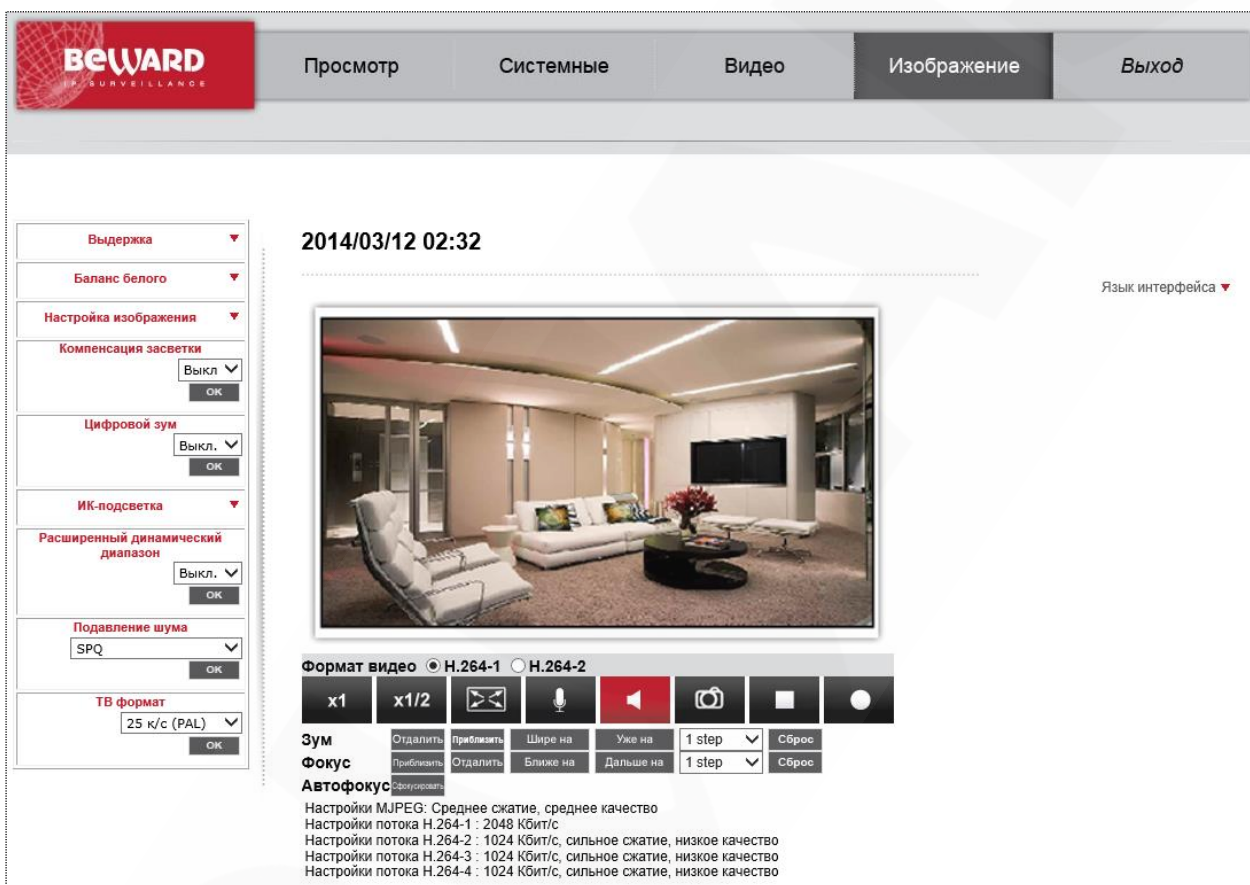 BEWARD
IP SURVEILLANCE
Просмотр
Системные
Видео
Изображение
Выход
Выдержка
Баланс белого
Настройка изображения
Компенсация засветки
Выкл
OK
Цифровой зум
Выкл.
OK
ИК-подсветка
Расширенный динамический
диапазон
Выкл.
OK
Подавление шума
SPQ
OK
ТВ формат
25 к/с (PAL)
OK
2014/03/12 02:32
Язык интерфейса
Формат видео H.264-1 H.264-2
x1 x1/2
Зум Отдалить Приблизить Шире на Уже на 1 step Сброс
Фокус Приблизить Отдалить Ближе на Дальше на 1 step Сброс
Автофокус Сфокусировать
Настройки MJPEG: Среднее сжатие, среднее качество
Настройки потока H.264-1 : 2048 Кбит/с
Настройки потока H.264-2 : 1024 Кбит/с, сильное сжатие, низкое качество
Настройки потока H.264-3 : 1024 Кбит/с, сильное сжатие, низкое качество
Настройки потока H.264-4 : 1024 Кбит/с, сильное сжатие, низкое качество